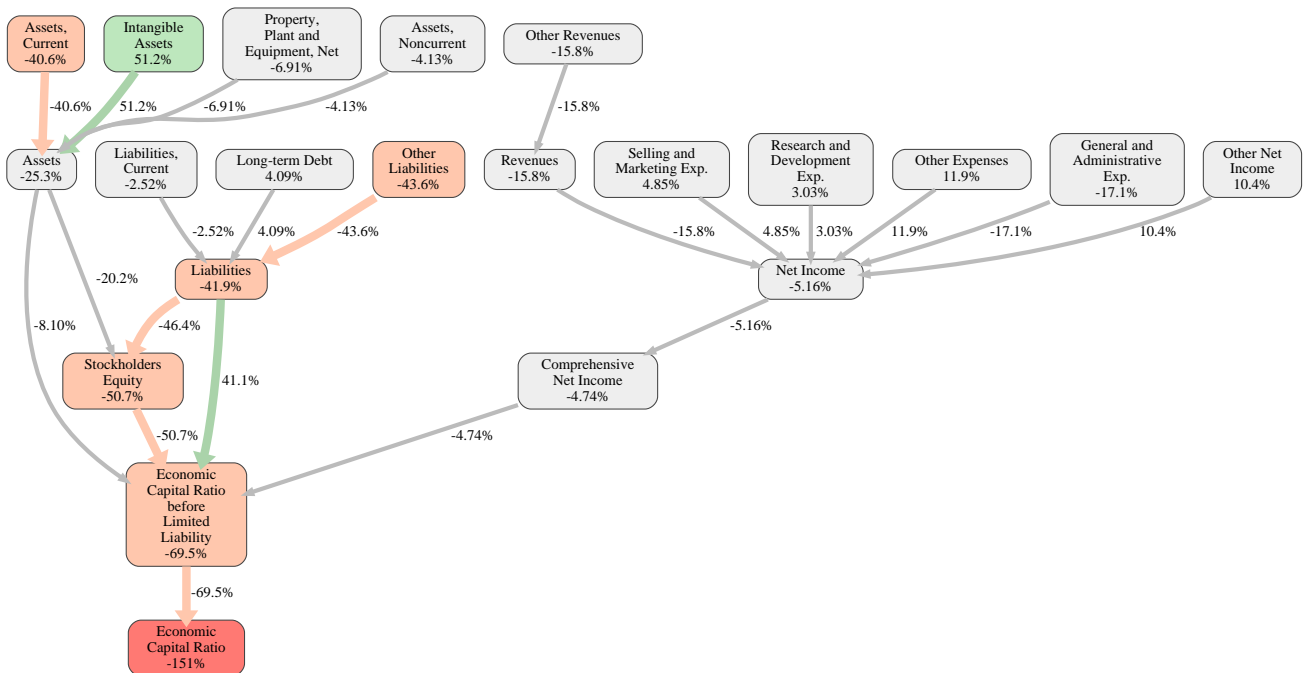 Assets,
Current
-40.6%
Intangible
Assets
51.2%
Property,
Plant and
Equipment, Net
-6.91%
Assets,
Noncurrent
-4.13%
Other Revenues
-15.8%
-40.6%
51.2%
-6.91%
-4.13%
-15.8%
Assets
-25.3%
Liabilities,
Current
-2.52%
Long-term Debt
4.09%
Other
Liabilities
-43.6%
Revenues
-15.8%
Selling and
Marketing Exp.
4.85%
Research and
Development
Exp.
3.03%
Other Expenses
11.9%
General and
Administrative
Exp.
-17.1%
Other Net
Income
10.4%
-2.52%
4.09%
-43.6%
-15.8%
4.85%
3.03%
11.9%
-17.1%
10.4%
-20.2%
Liabilities
-41.9%
Net Income
-5.16%
-8.10%
-46.4%
-5.16%
Stockholders
Equity
-50.7%
41.1%
Comprehensive
Net Income
-4.74%
-50.7%
-4.74%
Economic
Capital Ratio
before
Limited
Liability
-69.5%
-69.5%
Economic
Capital Ratio
-151%